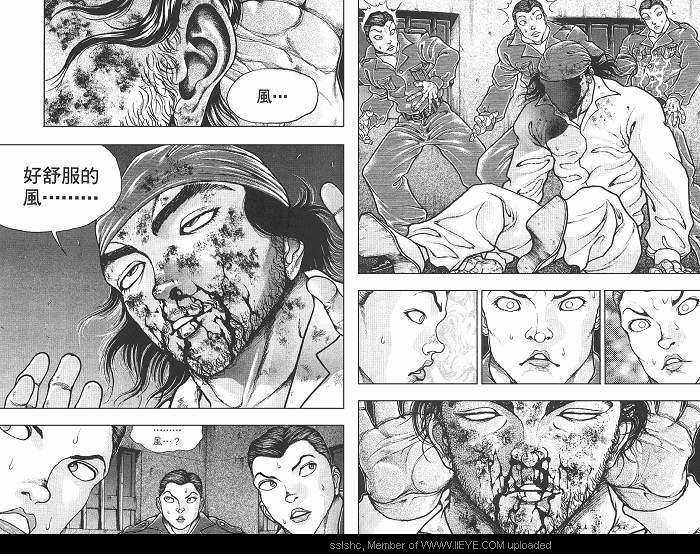 風…
好舒服的
風………
………
風…？
sslshc, Member of WWW.IIEYE.COM uploaded